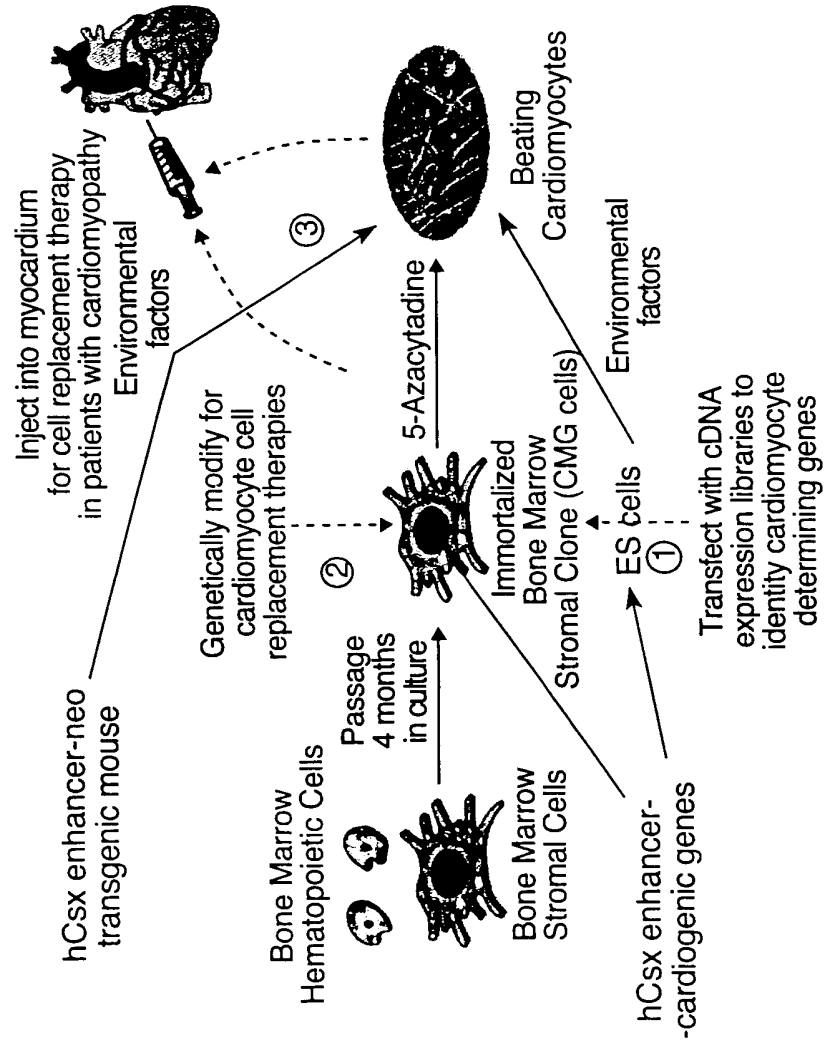 hCsx enhancer-neo
transgenic mouse
Inject into myocardium
for cell replacement therapy
in patients with cardiomyopathy
Environmental
factors
③
Genetically modify for
cardiomyocyte cell
replacement therapies
②
Bone Marrow
Hematopoietic Cells
Passage
4 months
in culture
5-Azacytadine
Bone Marrow
Stromal Cells
Immortalized
Bone Marrow
Stromal Clone (CMG cells)
Beating
Cardiomyocytes
ES cells
①
Environmental
factors
hCsx enhancer-
-cardiogenic genes
Transfect with cDNA
expression libraries to
identity cardiomyocyte
determining genes